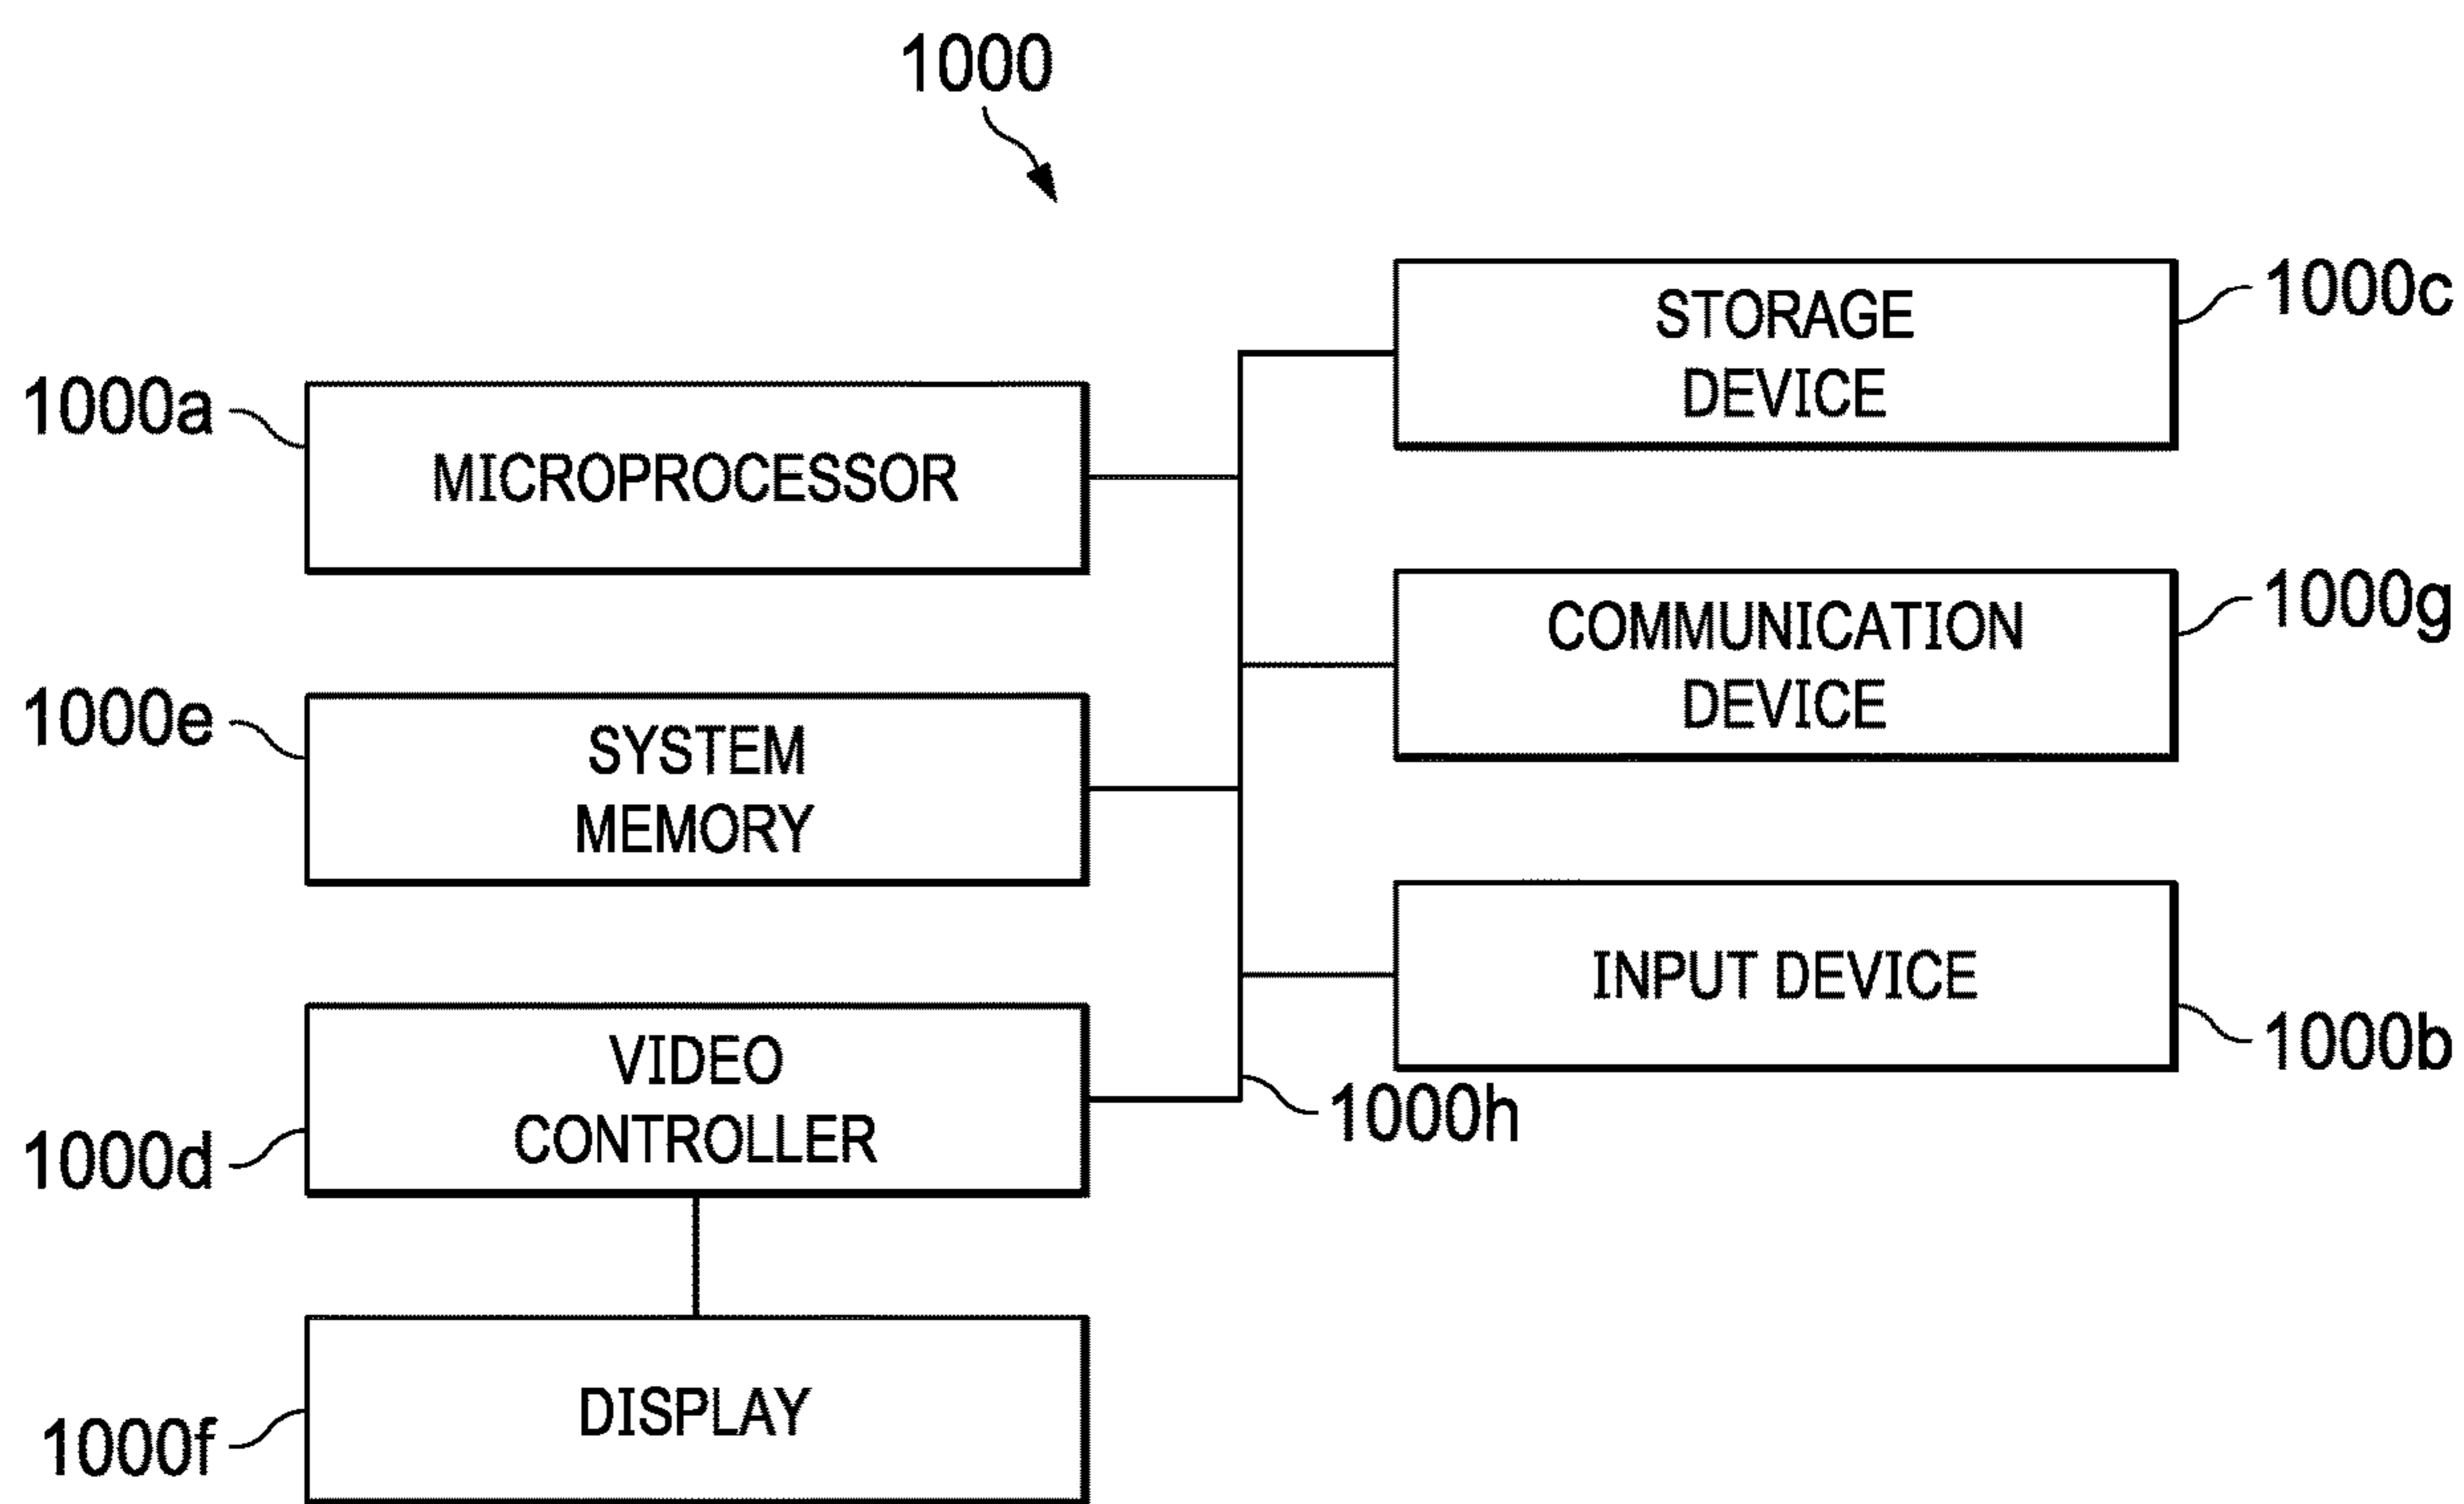 1000
STORAGE
DEVICE
1000c
1000a
MICROPROCESSOR
COMMUNICATION
DEVICE
1000g
1000e
SYSTEM
MEMORY
INPUT DEVICE
1000b
1000d
VIDEO
CONTROLLER
1000h
1000f
DISPLAY